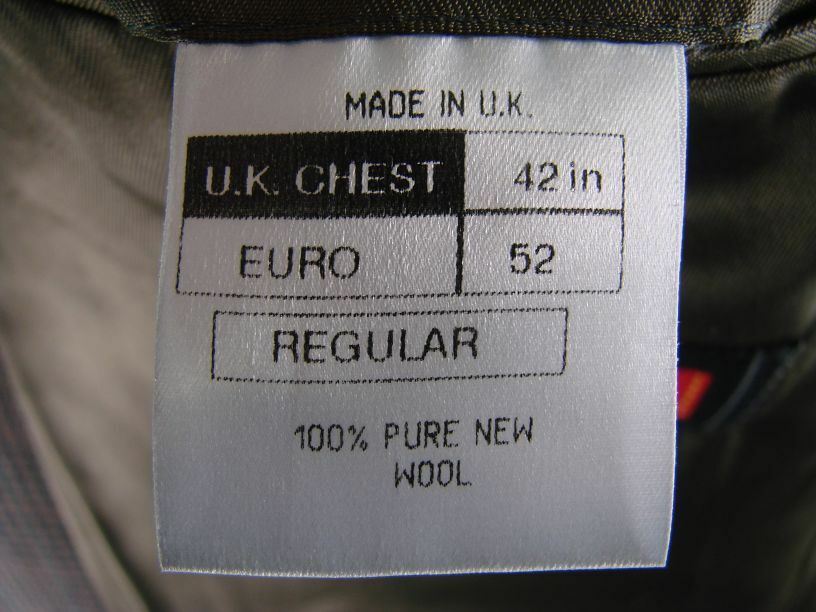 MADE IN U.K.
U.K. CHEST 42 in
EURO 52
REGULAR
100% PURE NEW
WOOL